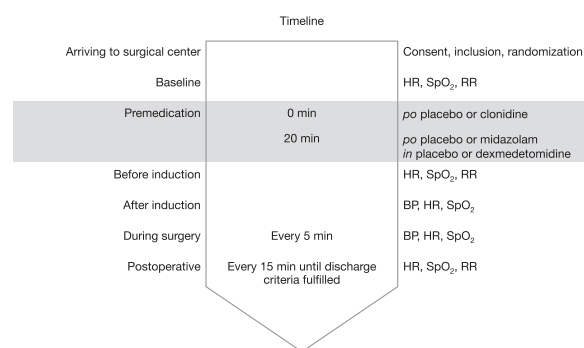 Timeline
Arriving to surgical center Consent, inclusion, randomization
Baseline HR, SpO₂, RR
Premedication 0 min po placebo or clonidine
20 min po placebo or midazolam
in placebo or dexmedetomidine
Before induction HR, SpO₂, RR
After induction BP, HR, SpO₂
During surgery Every 5 min BP, HR, SpO₂
Postoperative Every 15 min until discharge HR, SpO₂, RR
criteria fulfilled